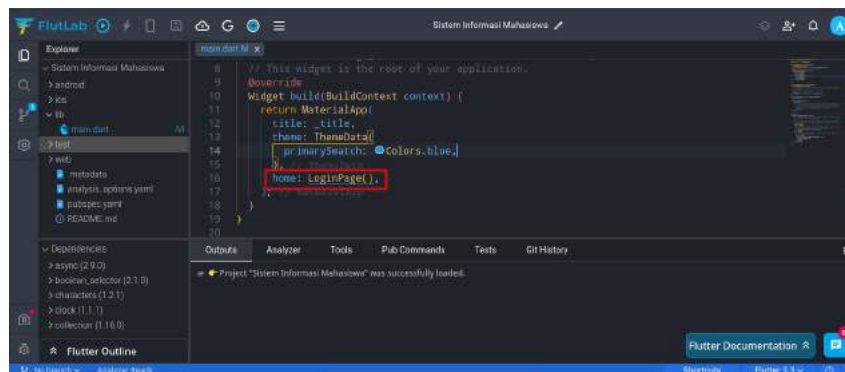 FlutLab
Sistem Informasi Mahasiswa
Explorer
main.dart M x
Sistem Informasi Mahasiswa
android
ios
lib
main.dart M
test
web
.metadata
analysis_options.yaml
pubspec.yaml
README.md
8 // This widget is the root of your application.
9 @override
10 Widget build(BuildContext context) {
11 return MaterialApp(
12 title: _title,
13 theme: ThemeData(
14 primarySwatch: Colors.blue,
15 ), // ThemeData
16 home: LoginPage(),
17 ); // MaterialApp
18 }
19 }
20
Dependencies
async (2.9.0)
boolean_selector (2.1.0)
characters (1.2.1)
clock (1.1.1)
collection (1.16.0)
Flutter Outline
Outputs Analyzer Tools Pub Commands Tests Git History
Project "Sistem Informasi Mahasiswa" was successfully loaded.
Flutter Documentation
No branch Analyzer Ready Shortcuts Flutter 3.3